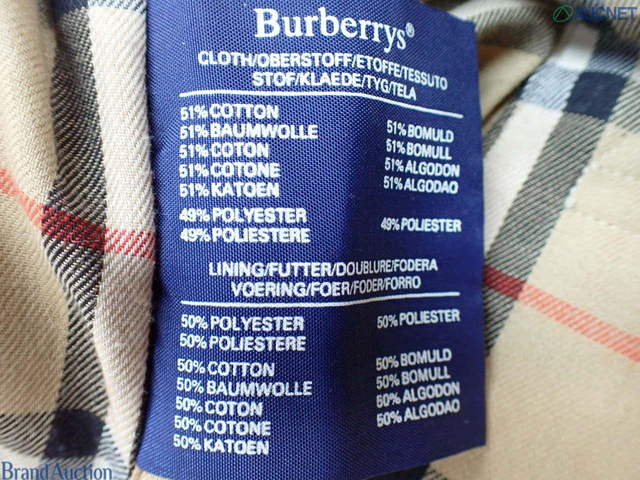 Burberrys®
CLOTH/OBERSTOFF/ETOFFE/TESSUTO
STOF/KLAEDE/TYG/TELA
51% COTTON
51% BAUMWOLLE
51% COTON
51% COTONE
51% KATOEN
51% BOMULD
51% BOMULL
51% ALGODON
51% ALGODAO
49% POLYESTER
49% POLIESTERE
49% POLIESTER
LINING/FUTTER/DOUBLURE/FODERA
VOERING/FOER/FODER/FORRO
50% POLYESTER
50% POLIESTERE
50% POLIESTER
50% COTTON
50% BAUMWOLLE
50% COTON
50% COTONE
50% KATOEN
50% BOMULD
50% BOMULL
50% ALGODON
50% ALGODAO
AUCNET
Brand Auction